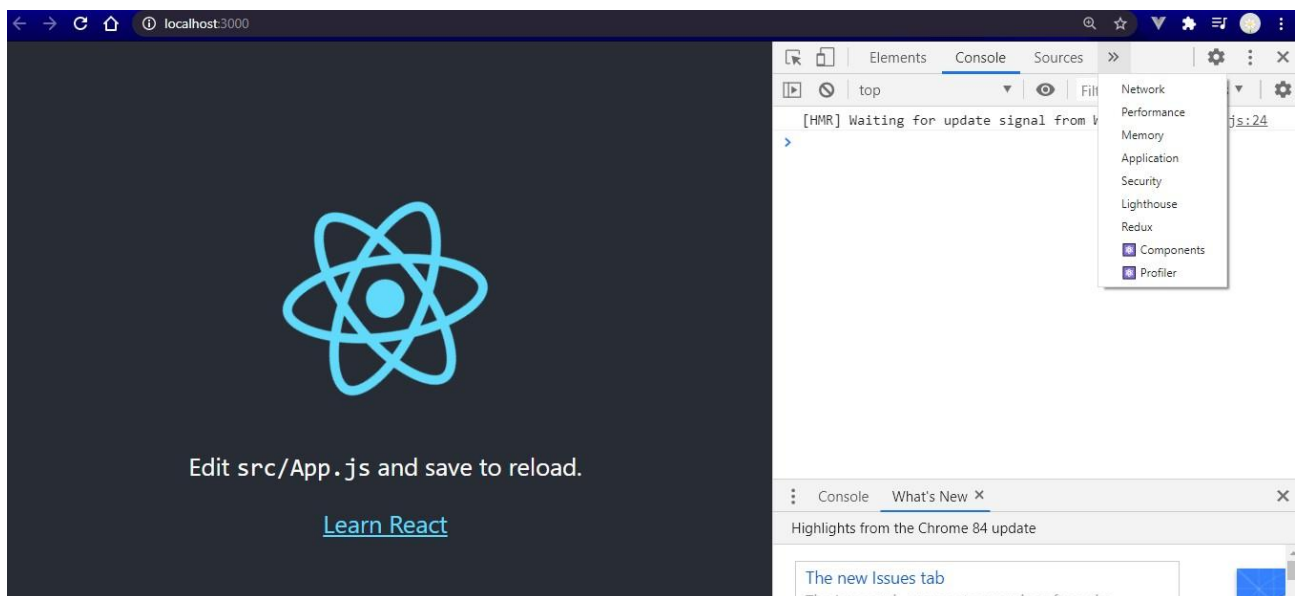 localhost:3000
Elements Console Sources
top Filt
[HMR] Waiting for update signal from js:24
Network
Performance
Memory
Application
Security
Lighthouse
Redux
Components
Profiler
Edit src/App.js and save to reload.
Learn React
Console What's New
Highlights from the Chrome 84 update
The new Issues tab